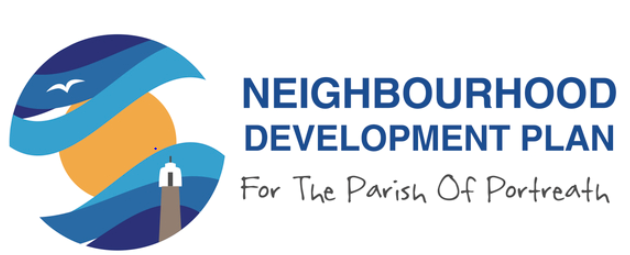 NEIGHBOURHOOD
DEVELOPMENT PLAN
For The Parish Of Portreath